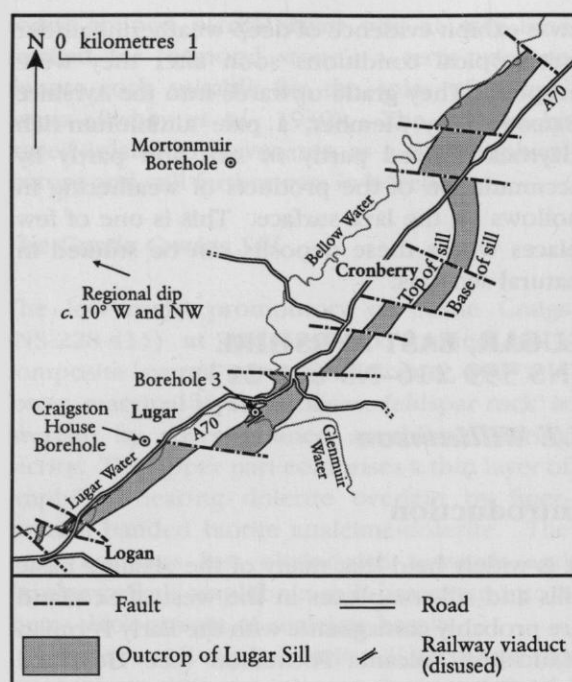 N 0 kilometres 1
A70
Mortonmuir
Borehole
Bellow Water
Cronberry
Top of sill
Base of sill
Regional dip
c. 10° W and NW
Borehole 3
Craigston
House
Borehole
Lugar
A70
Lugar Water
Glenmuir
Water
Logan
Fault
Road
Outcrop of Lugar Sill
Railway viaduct
(disused)